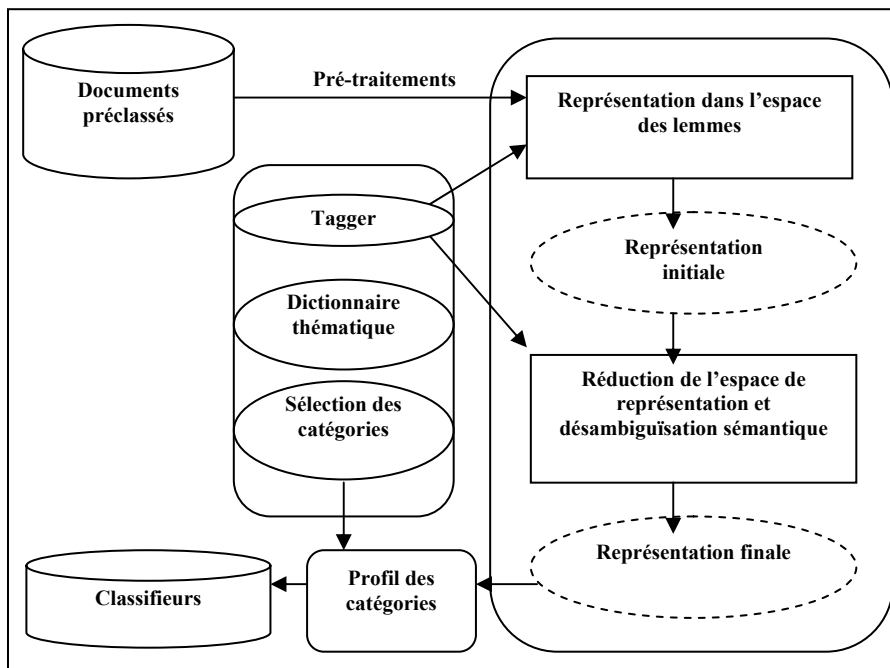 Documents
préclassés
Pré-traitements
Représentation dans l’espace
des lemmes
Tagger
Représentation
initiale
Dictionnaire
thématique
Réduction de l’espace de
représentation et
désambiguïsation sémantique
Sélection des
catégories
Représentation finale
Profil des
catégories
Classifieurs